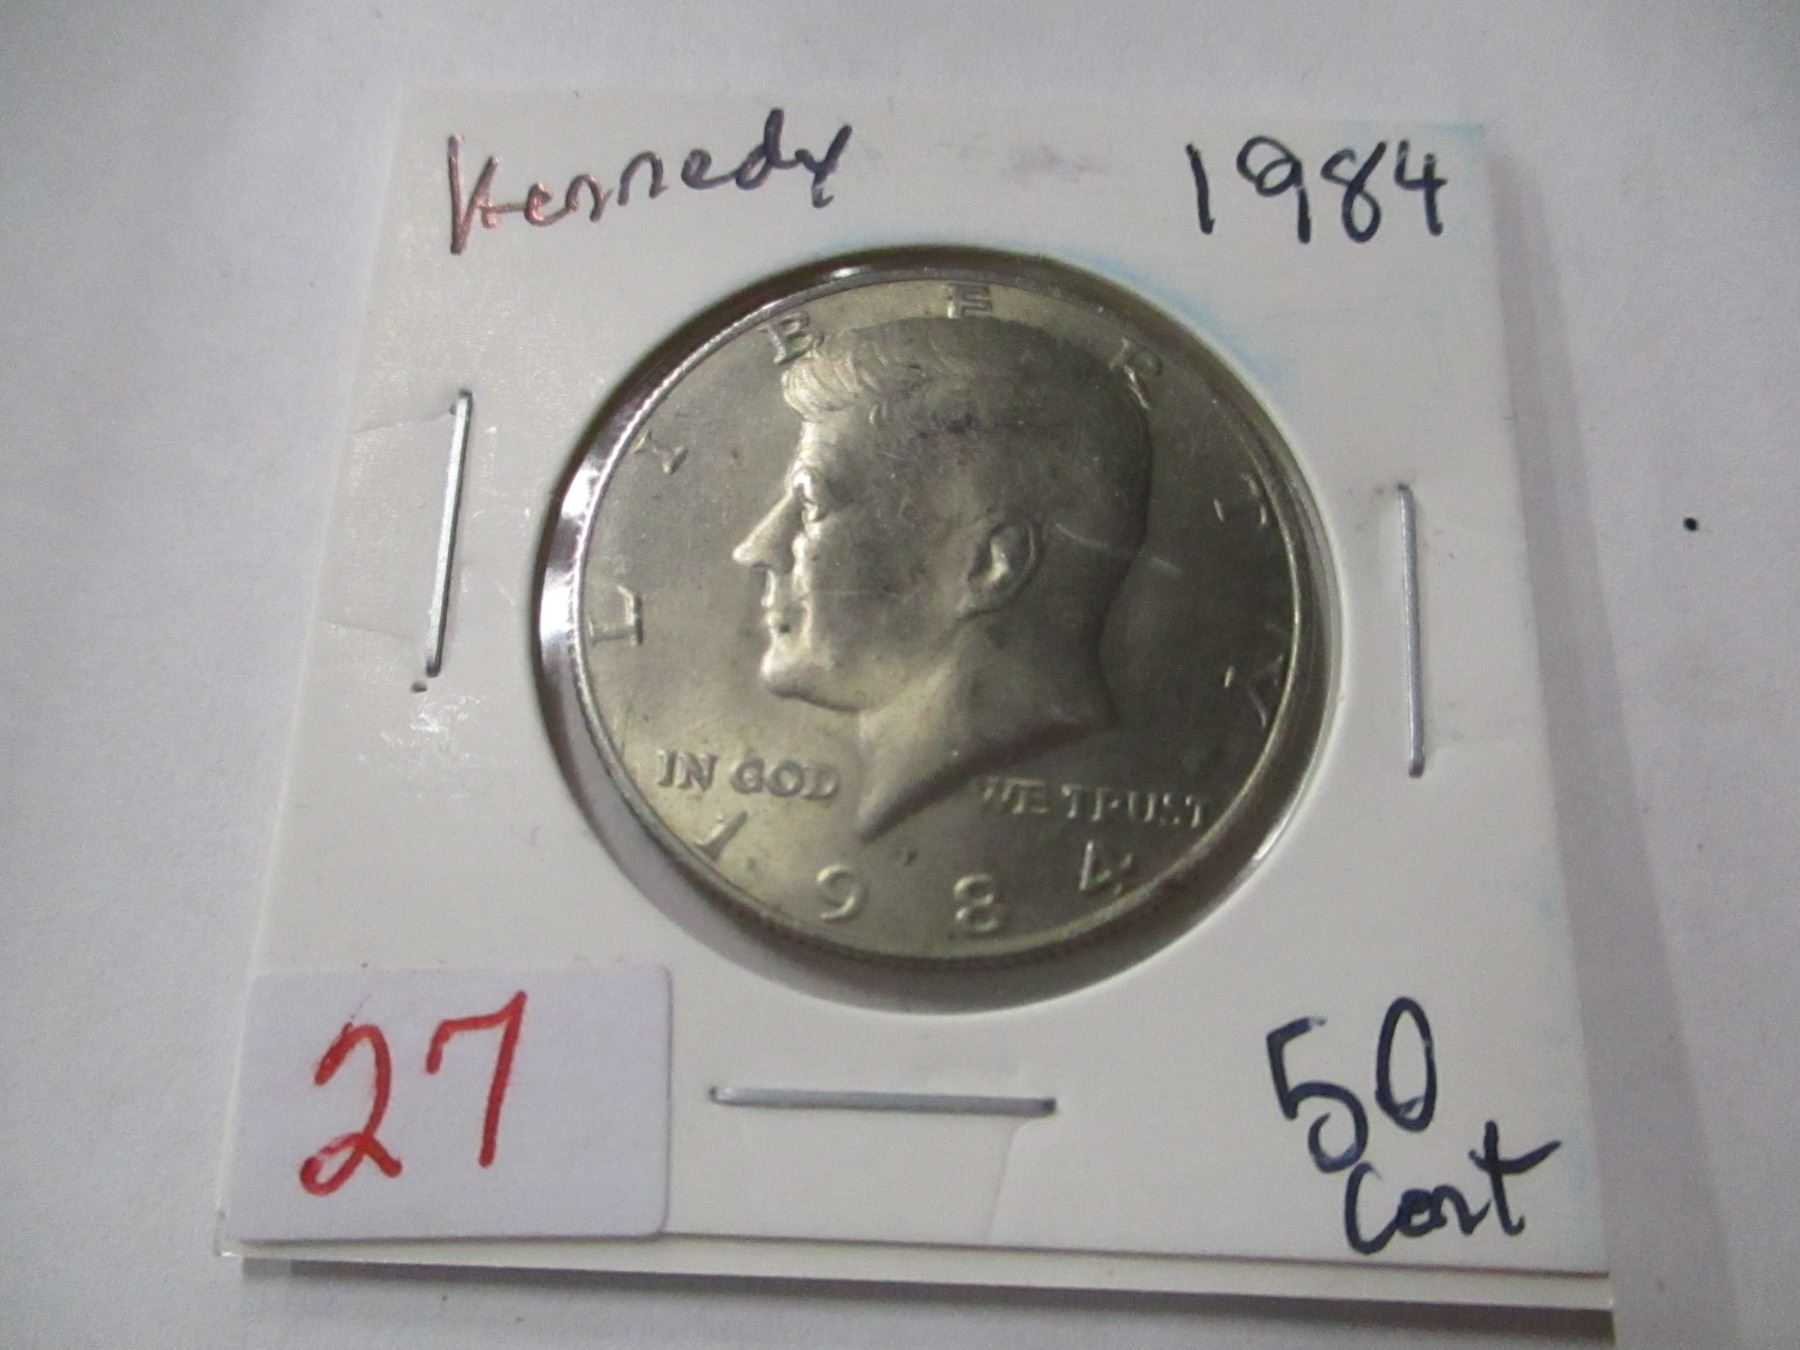 Kennedy 1984
LIBERTY
IN GOD WE TRUST
1984
27
50
Cent